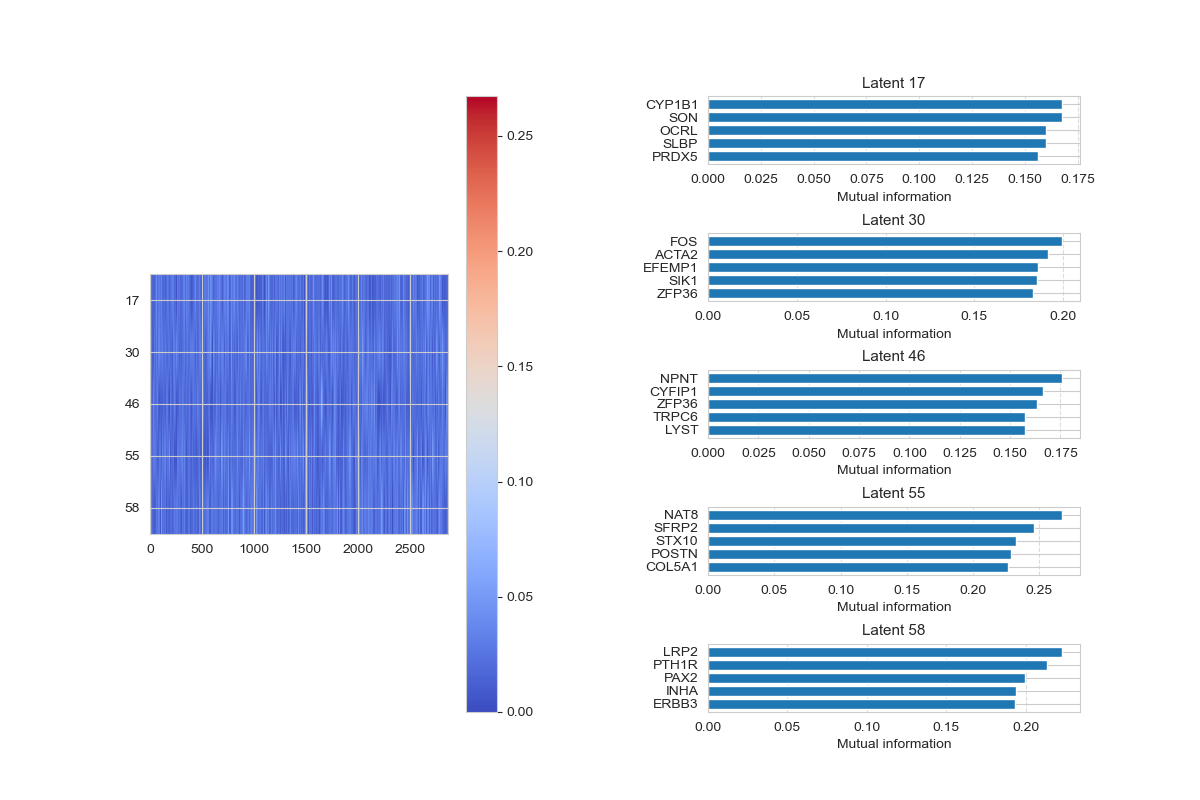 17
30
46
55
58
0 500 1000 1500 2000 2500
0.25
0.20
0.15
0.10
0.05
0.00
Latent 17
CYP1B1
SON
OCRL
SLBP
PRDX5
0.000 0.025 0.050 0.075 0.100 0.125 0.150 0.175
Mutual information
Latent 30
FOS
ACTA2
EFEMP1
SIK1
ZFP36
0.00 0.05 0.10 0.15 0.20
Mutual information
Latent 46
NPNT
CYFIP1
ZFP36
TRPC6
LYST
0.000 0.025 0.050 0.075 0.100 0.125 0.150 0.175
Mutual information
Latent 55
NAT8
SFRP2
STX10
POSTN
COL5A1
0.00 0.05 0.10 0.15 0.20 0.25
Mutual information
Latent 58
LRP2
PTH1R
PAX2
INHA
ERBB3
0.00 0.05 0.10 0.15 0.20
Mutual information